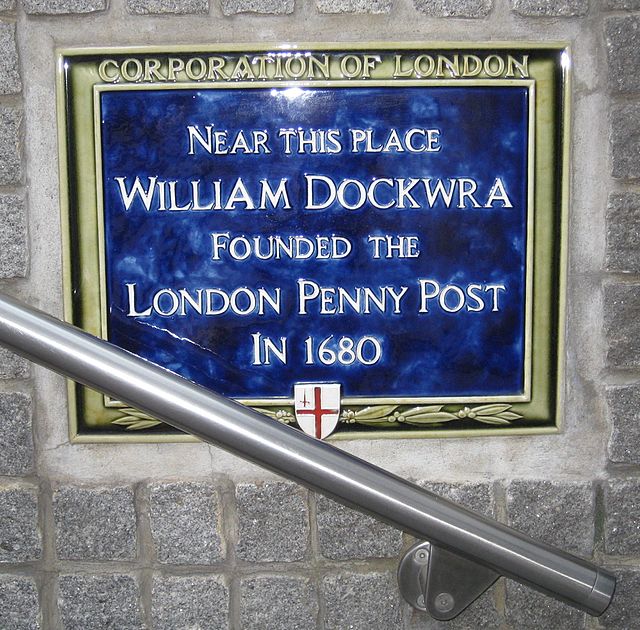 CORPORATION OF LONDON
NEAR THIS PLACE
WILLIAM DOCKWRA
FOUNDED THE
LONDON PENNY POST
IN 1680